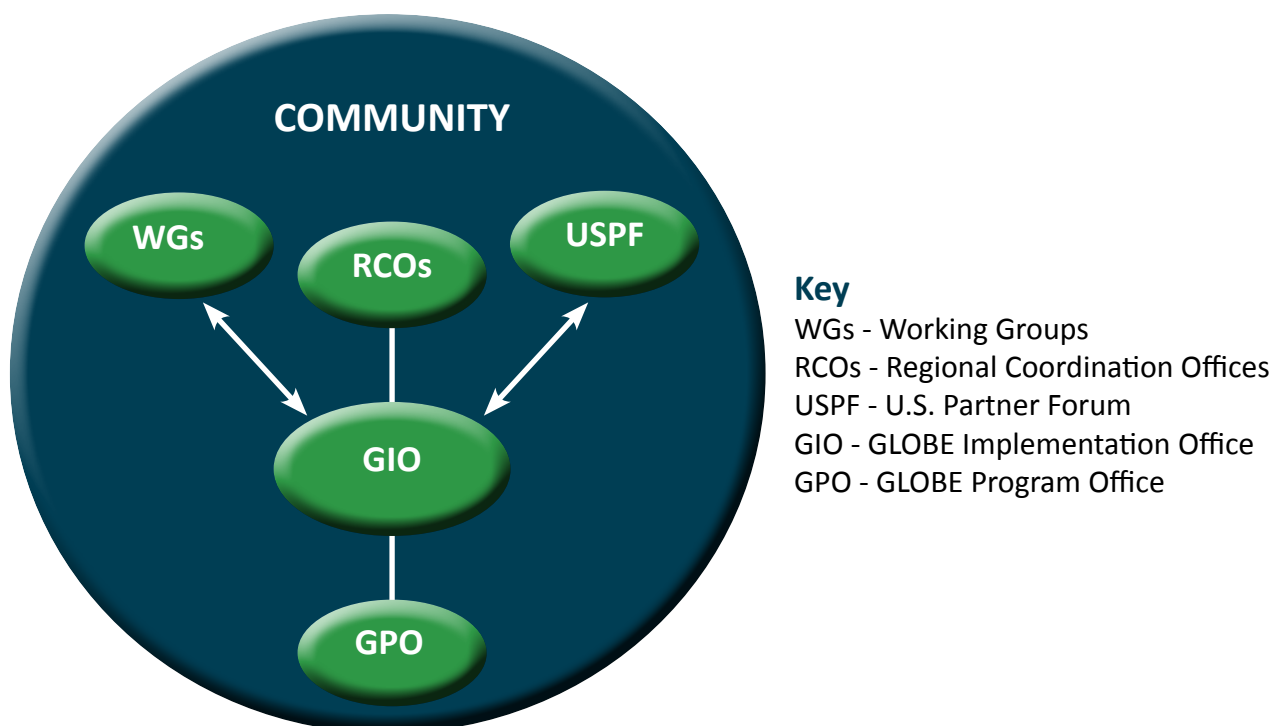 COMMUNITY
WGs
RCOs
USPF
GIO
GPO
Key
WGs - Working Groups
RCOs - Regional Coordination Offices
USPF - U.S. Partner Forum
GIO - GLOBE Implementation Office
GPO - GLOBE Program Office